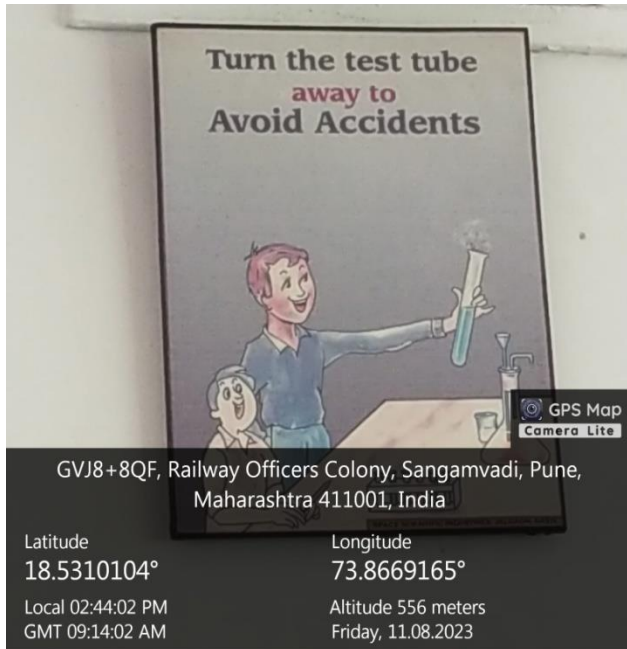 Turn the test tube
away to
Avoid Accidents
GPS Map
Camera Lite
GVJ8+8QF, Railway Officers Colony, Sangamvadi, Pune,
Maharashtra 411001, India
Latitude
18.5310104°
Longitude
73.8669165°
Local 02:44:02 PM
GMT 09:14:02 AM
Altitude 556 meters
Friday, 11.08.2023